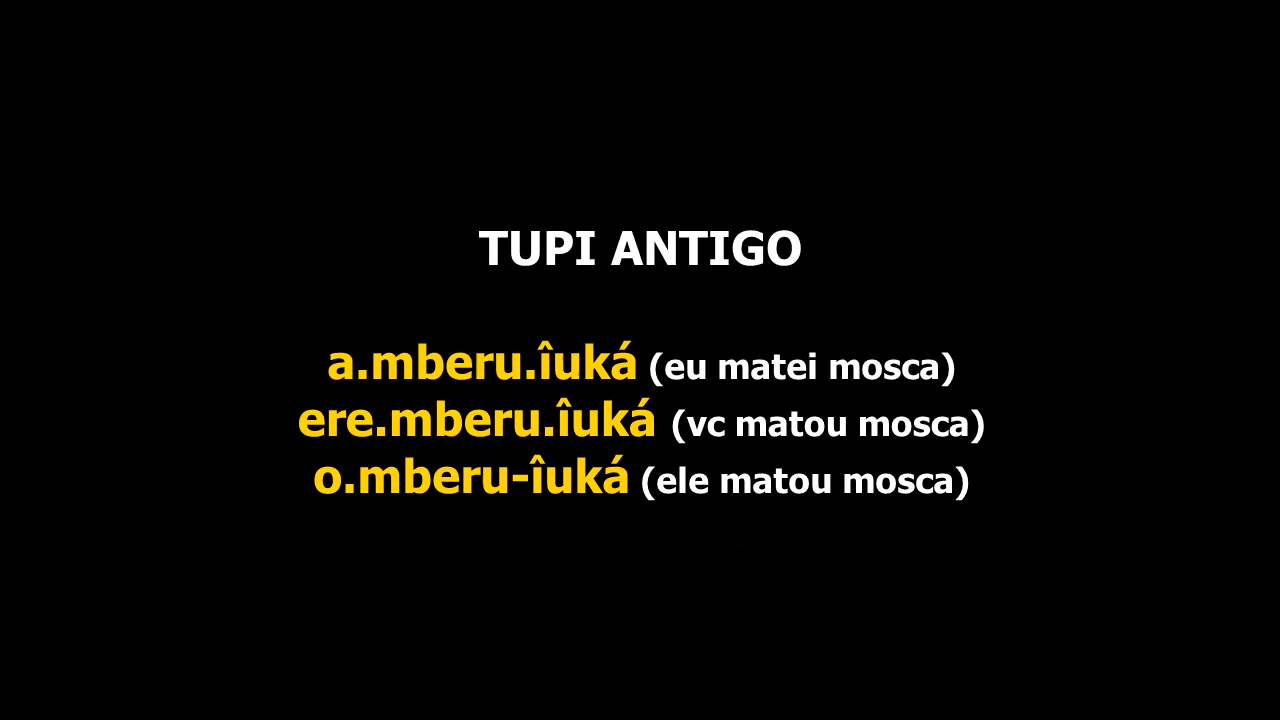 TUPI ANTIGO
a.mberu.îuká (eu matei mosca)
ere.mberu.îuká (vc matou mosca)
o.mberu-îuká (ele matou mosca)